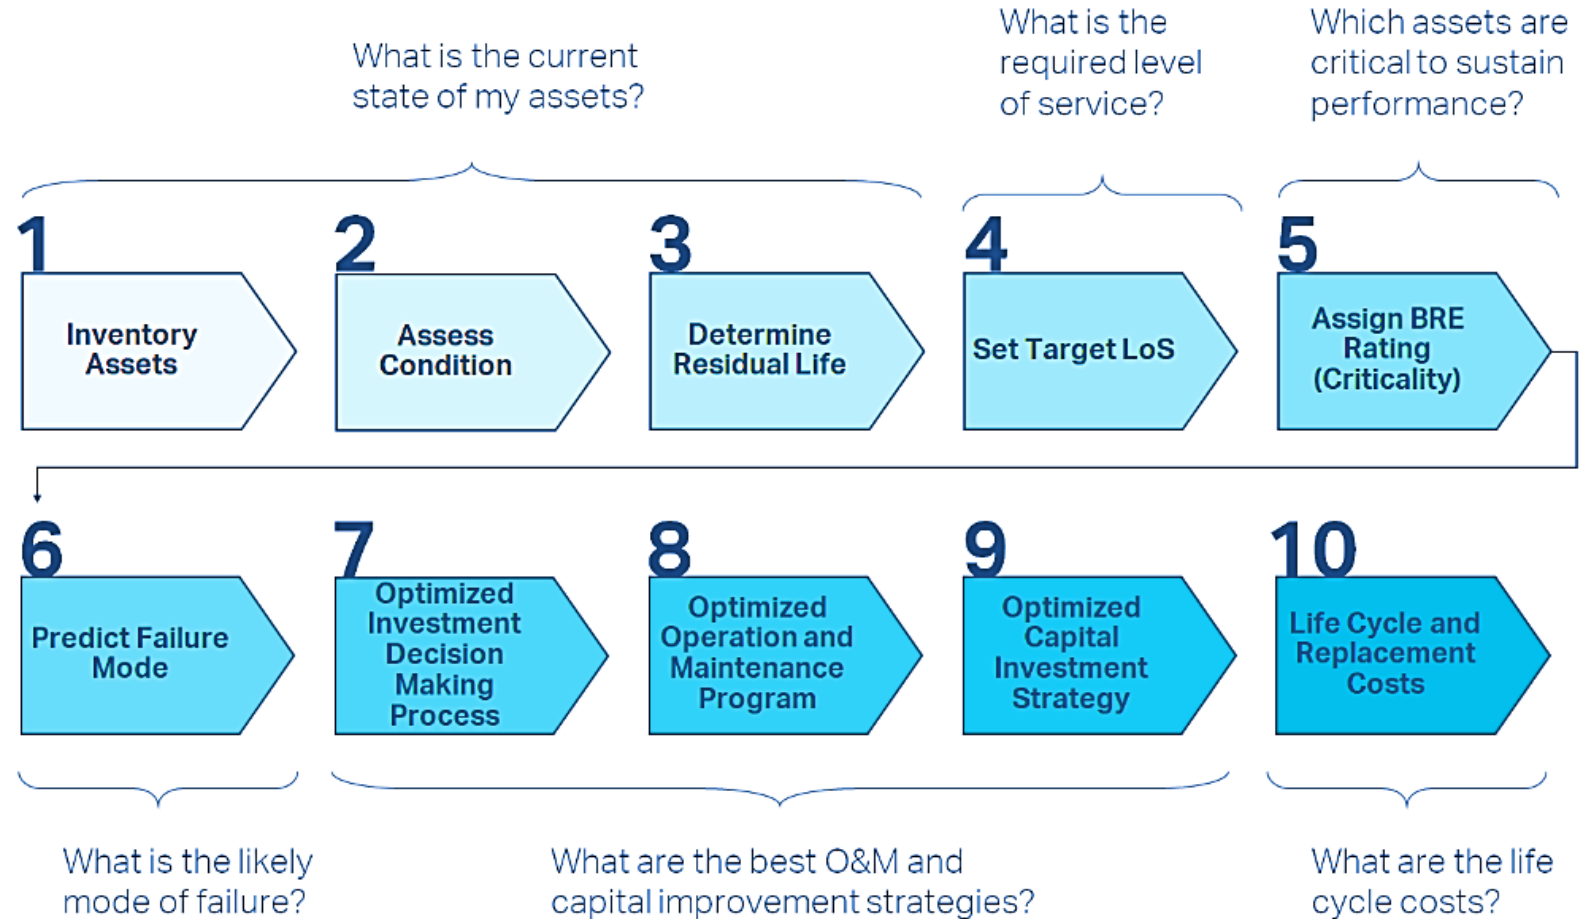 What is the current
state of my assets?
What is the
required level
of service?
Which assets are
critical to sustain
performance?
1
Inventory
Assets
2
Assess
Condition
3
Determine
Residual Life
4
Set Target LoS
5
Assign BRE
Rating
(Criticality)
6
Predict Failure
Mode
7
Optimized
Investment
Decision
Making
Process
8
Optimized
Operation and
Maintenance
Program
9
Optimized
Capital
Investment
Strategy
10
Life Cycle and
Replacement
Costs
What is the likely
mode of failure?
What are the best O&M and
capital improvement strategies?
What are the life
cycle costs?